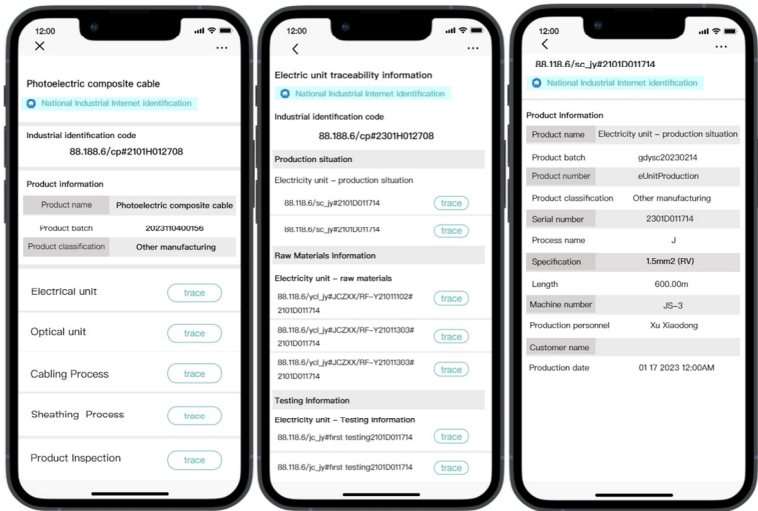 12:00
Photoelectric composite cable
National Industrial Internet identification
Industrial identification code
88.188.6/cp#2101H012708
Product information
Product name Photoelectric composite cable
Product batch 2023110400156
Product classification Other manufacturing
Electrical unit trace
Optical unit trace
Cabling Process trace
Sheathing Process trace
Product Inspection trace
12:00
Electric unit traceability information
National Industrial Internet identification
Industrial identification code
88.188.6/cp#2301H012708
Production situation
Electricity unit – production situation
88.118.6/sc_jy#2101D011714 trace
88.118.6/sc_jy#2101D011714 trace
Raw Materials Information
Electricity unit – raw materials
88.118.6/ycl_jy#JCZXX/RF–Y21011102#
2101D011714 trace
88.118.6/ycl_jy#JCZXX/RF–Y21011303#
2101D011714 trace
88.118.6/ycl_jy#JCZXX/RF–Y21011303#
2101D011714 trace
Testing Information
Electricity unit – Testing Information
88.118.6/jc_jy#first testing2101D011714 trace
88.118.6/jc_jy#first testing2101D011714 trace
12:00
88.118.6/sc_jy#2101D011714
National Industrial Internet identification
Product Information
Product name Electricity unit – production situation
Product batch gdysc20230214
Product number eUnitProduction
Product classification Other manufacturing
Serial number 2301D011714
Process name J
Specification 1.5mm2 (RV)
Length 600.00m
Machine number JS–3
Production personnel Xu Xiaodong
Customer name
Production date 01 17 2023 12:00AM